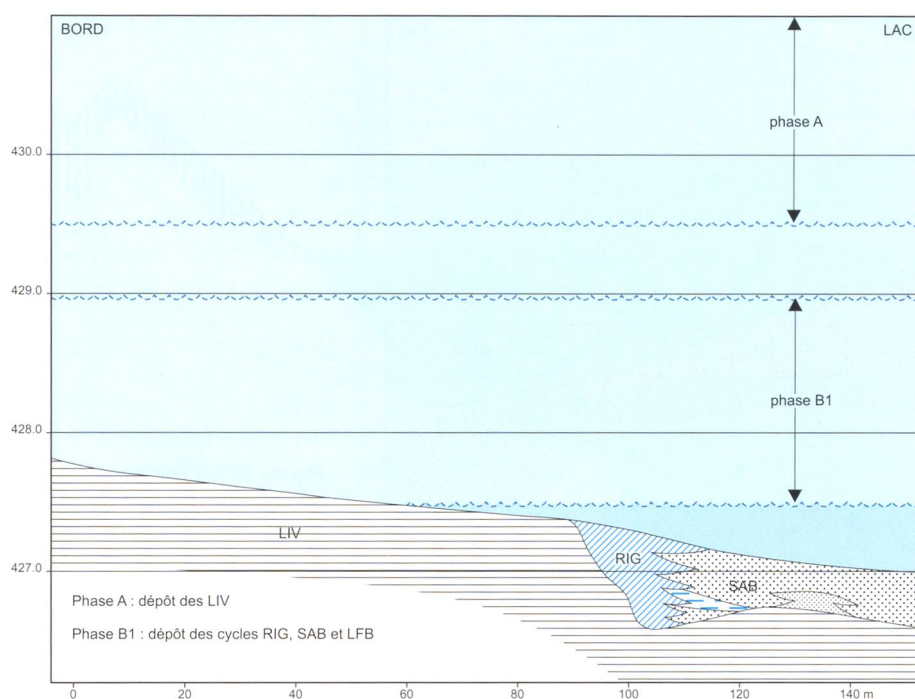 BORD
LAC
phase A
430.0
429.0
phase B1
428.0
LIV
RIG
SAB
427.0
Phase A : dépôt des LIV
Phase B1 : dépôt des cycles RIG, SAB et LFB
0 20 40 60 80 100 120 140 m